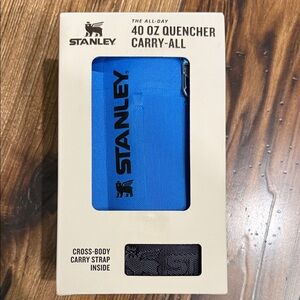 STANLEY
THE ALL-DAY
40 OZ QUENCHER
CARRY-ALL
STANLEY
CROSS-BODY
CARRY STRAP
INSIDE